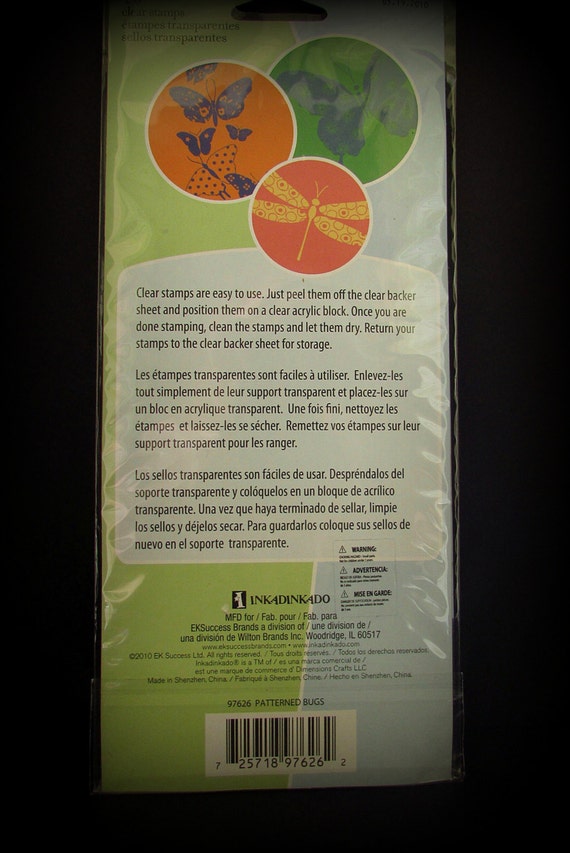 clear stamps
étampes transparentes
sellos transparentes
Clear stamps are easy to use. Just peel them off the clear backer
sheet and position them on a clear acrylic block. Once you are
done stamping, clean the stamps and let them dry. Return your
stamps to the clear backer sheet for storage.
Les étampes transparentes sont faciles à utiliser. Enlevez-les
tout simplement de leur support transparent et placez-les sur
un bloc en acrylique transparent. Une fois fini, nettoyez les
étampes et laissez-les se sécher. Remettez vos étampes sur leur
support transparent pour les ranger.
Los sellos transparentes son fáciles de usar. Despréndalos del
soporte transparente y colóquelos en un bloque de acrílico
transparente. Una vez que haya terminado de sellar, limpie
los sellos y déjelos secar. Para guardarlos coloque sus sellos de
nuevo en el soporte transparente.
WARNING:
ADVERTENCIA:
MISE EN GARDE:
INKADINKADO
MFD for / Fab. pour / Fab. para
EKSuccess Brands a division of / une division de /
una división de Wilton Brands Inc. Woodridge, IL 60517
eksuccessbrands.com • www.inkadinkado.com
©2010 EK Success Ltd. All rights reserved. / Tous droits réservés. / Todos los derechos reservados
Inkadinkado® is a TM of / es una marca comercial de /
est une marque de commerce d' Dimensions Crafts LLC
Made in Shenzhen, China. / Fabriqué à Shenzhen, Chine. / Hecho en Shenzhen, China.
97626 PATTERNED BUGS
7 25718 97626 2